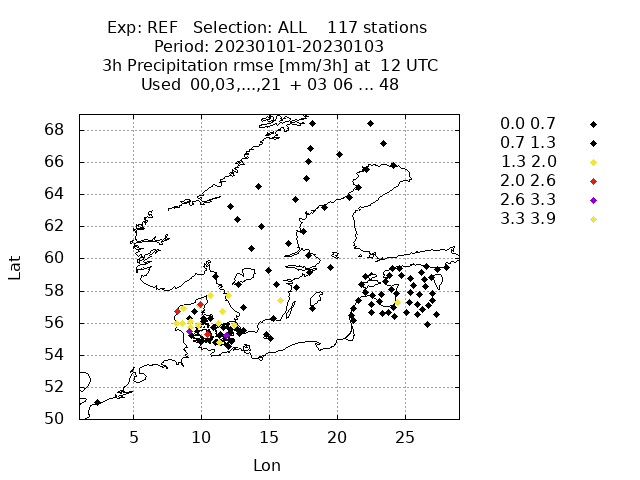 Exp: REF Selection: ALL 117 stations
Period: 20230101-20230103
3h Precipitation rmse [mm/3h] at 12 UTC
Used 00,03,...,21 + 03 06 ... 48
0.0 0.7
0.7 1.3
1.3 2.0
2.0 2.6
2.6 3.3
3.3 3.9
68
66
64
62
60
58
56
54
52
50
Lat
5 10 15 20 25
Lon